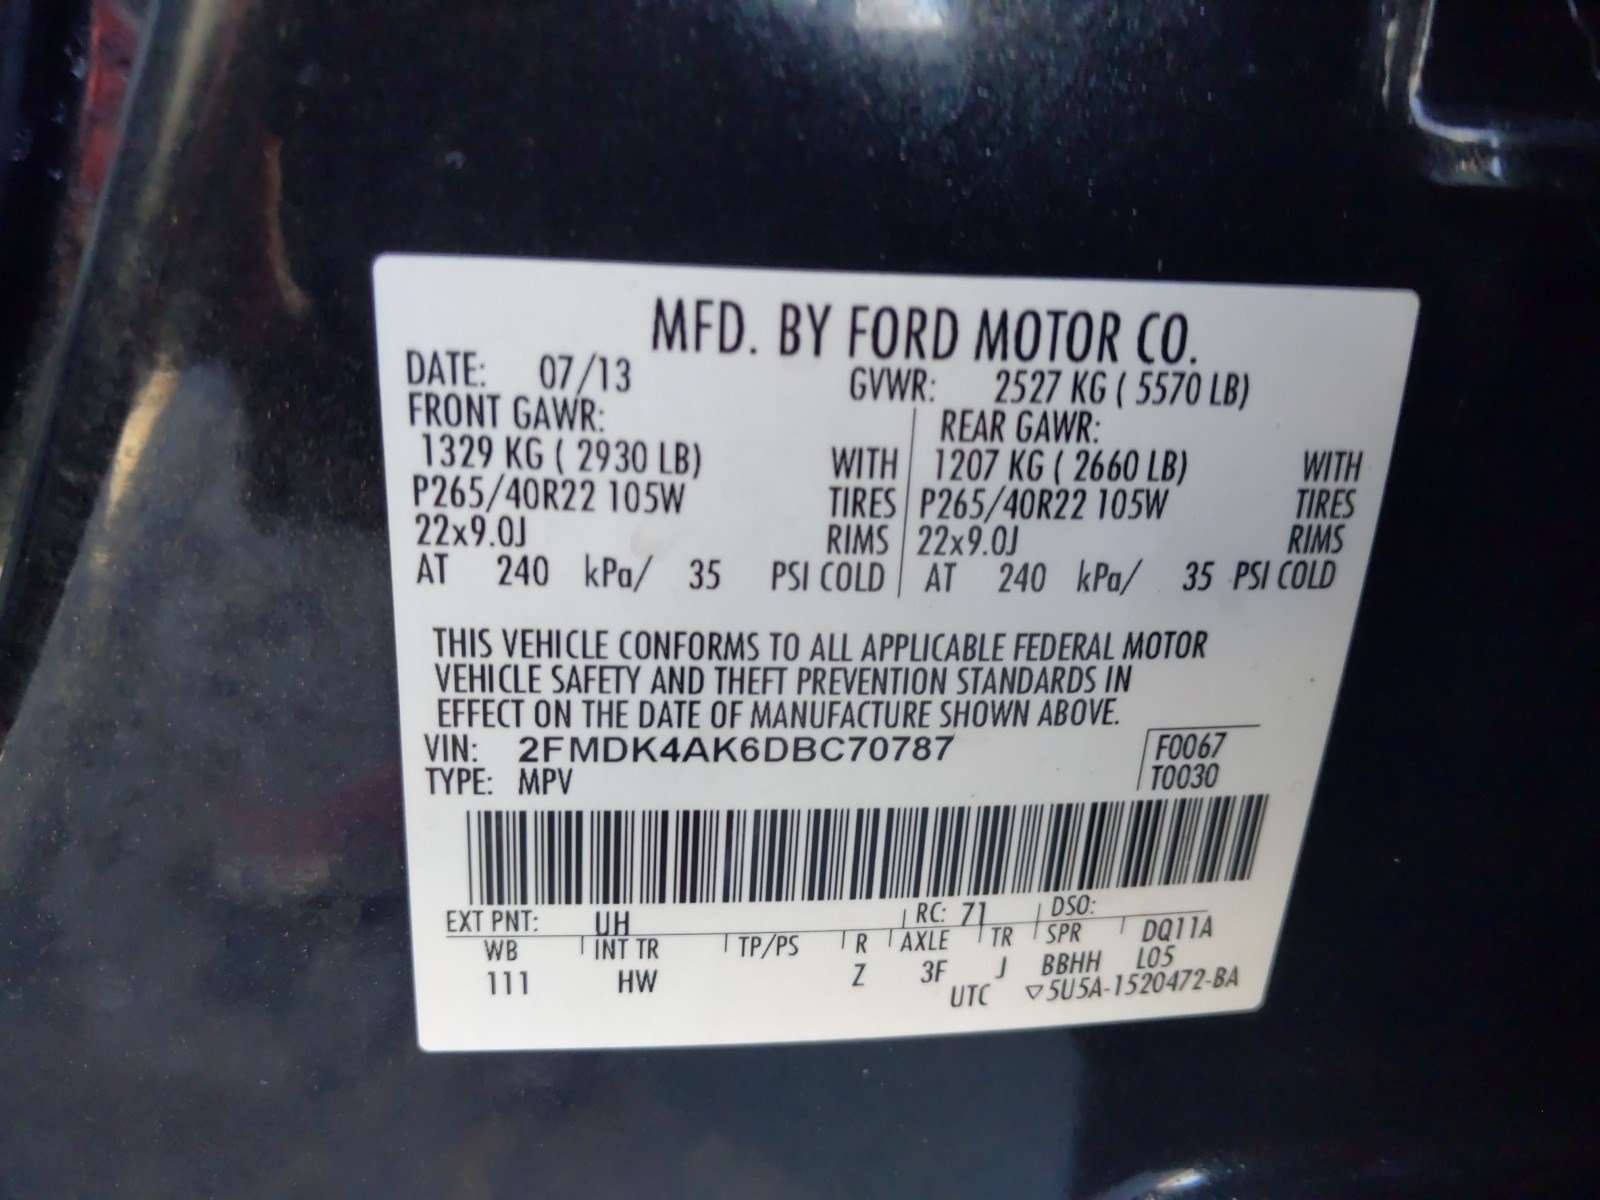 MFD. BY FORD MOTOR CO.
DATE: 07/13 GVWR: 2527 KG ( 5570 LB)
FRONT GAWR: REAR GAWR:
1329 KG ( 2930 LB) WITH 1207 KG ( 2660 LB) WITH
P265/40R22 105W TIRES P265/40R22 105W TIRES
22x9.0J RIMS 22x9.0J RIMS
AT 240 kPa/ 35 PSI COLD AT 240 kPa/ 35 PSI COLD
THIS VEHICLE CONFORMS TO ALL APPLICABLE FEDERAL MOTOR
VEHICLE SAFETY AND THEFT PREVENTION STANDARDS IN
EFFECT ON THE DATE OF MANUFACTURE SHOWN ABOVE.
VIN: 2FMDK4AK6DBC70787 F0067
TYPE: MPV T0030
EXT PNT: UH RC: 71 DSO:
WB INT TR TP/PS R AXLE TR SPR DQ11A
111 HW Z 3F J BBHH L05
UTC ▽5U5A-1520472-BA